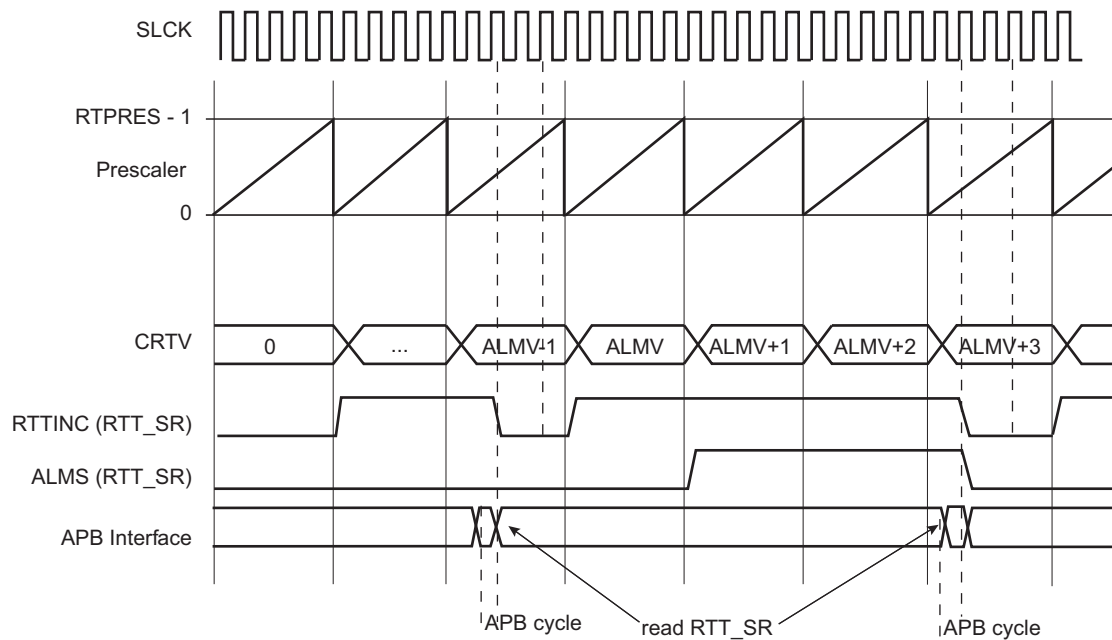 SLCK
RTPRES - 1
Prescaler
0
CRTV
0
...
ALMV-1
ALMV
ALMV+1
ALMV+2
ALMV+3
RTTINC (RTT_SR)
ALMS (RTT_SR)
APB Interface
APB cycle
read RTT_SR
APB cycle